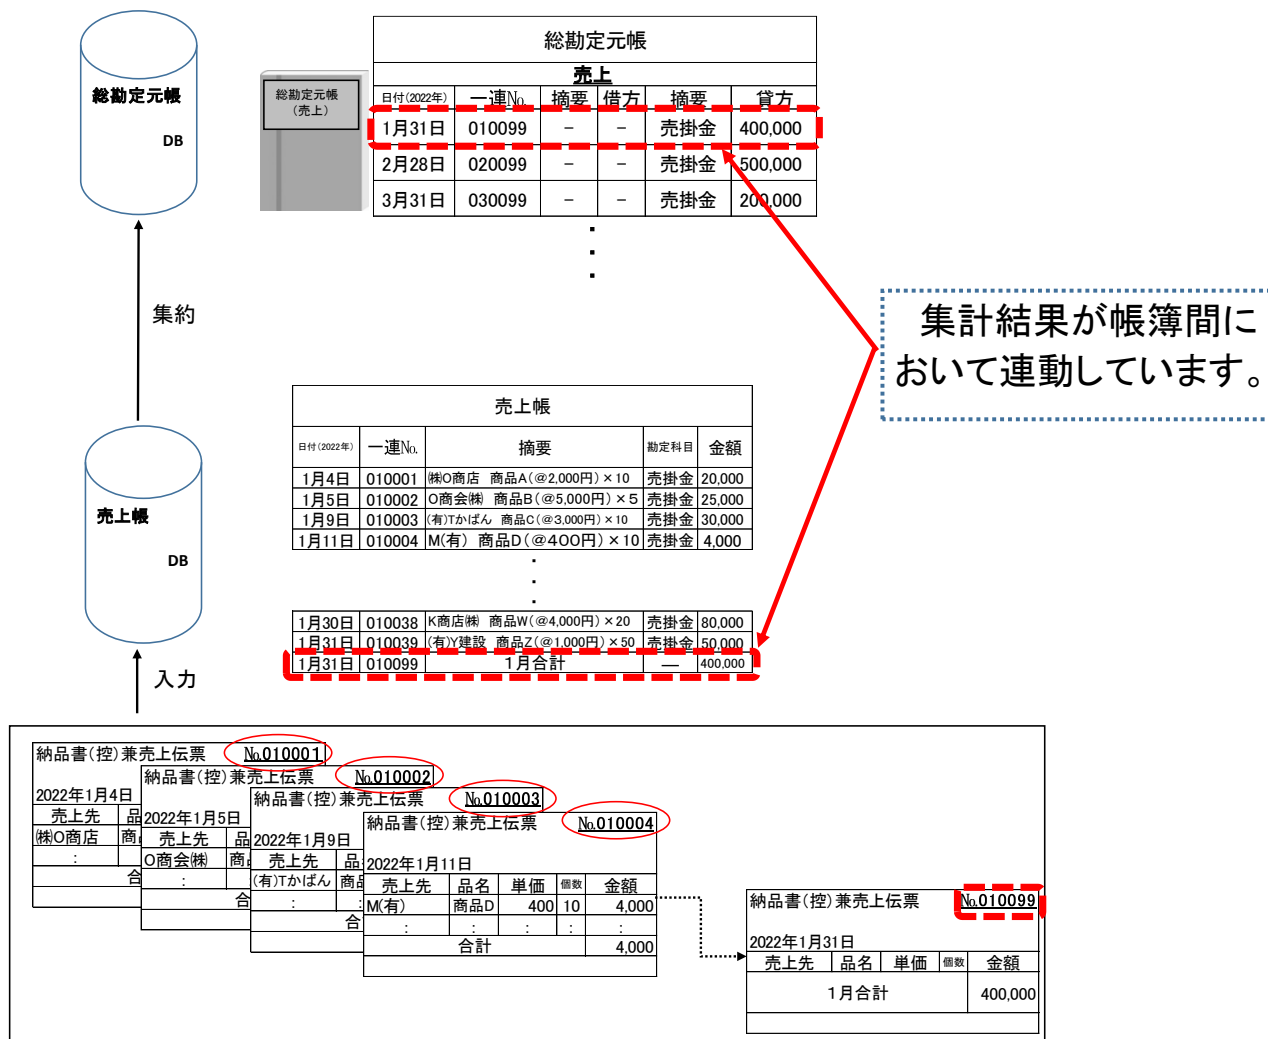 総勘定元帳
DB
総勘定元帳
(売上)
総勘定元帳
売上
日付(2022年) 一連No. 摘要 借方 摘要 貸方
1月31日 010099 − − 売掛金 400,000
2月28日 020099 − − 売掛金 500,000
3月31日 030099 − − 売掛金 200,000
・
・
・
集約
集計結果が帳簿間に
おいて連動しています。
売上帳
DB
売上帳
日付(2022年) 一連No. 摘要 勘定科目 金額
1月4日 010001 ㈱O商店 商品A(@2,000円)×10 売掛金 20,000
1月5日 010002 O商会㈱ 商品B(@5,000円)×5 売掛金 25,000
1月9日 010003 (有)Tかばん 商品C(@3,000円)×10 売掛金 30,000
1月11日 010004 M(有) 商品D(@400円)×10 売掛金 4,000
・
・
・
1月30日 010038 K商店㈱ 商品W(@4,000円)×20 売掛金 80,000
1月31日 010039 (有)Y建設 商品Z(@1,000円)×50 売掛金 50,000
1月31日 010099 1月合計 ― 400,000
入力
納品書(控)兼売上伝票 No.010001
2022年1月4日
売上先 品
㈱O商店 商
:
合
納品書(控)兼売上伝票 No.010002
2022年1月5日
売上先 品
O商会㈱ 商
:
合
納品書(控)兼売上伝票 No.010003
2022年1月9日
売上先 品
(有)Tかばん 商品
: :
合
納品書(控)兼売上伝票 No.010004
2022年1月11日
売上先 品名 単価 個数 金額
M(有) 商品D 400 10 4,000
: : : : :
合計 4,000
納品書(控)兼売上伝票 No.010099
2022年1月31日
売上先 品名 単価 個数 金額
1月合計 400,000